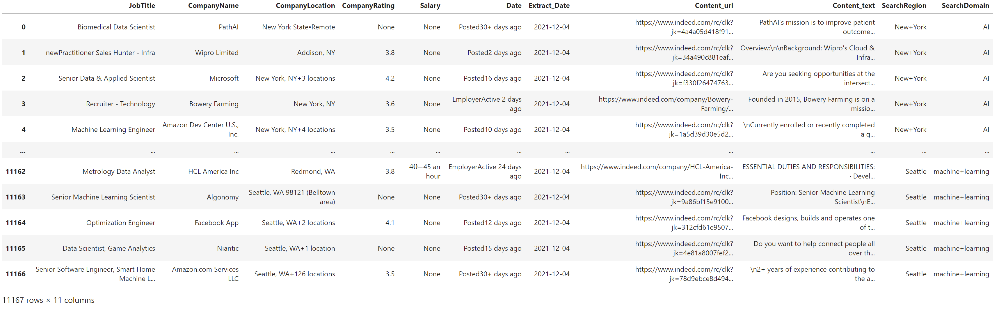 JobTitle CompanyName CompanyLocation CompanyRating Salary Date Extract_Date Content_url Content_text SearchRegion SearchDomain
0 Biomedical Data Scientist PathAI New York State•Remote None None Posted30+ days ago 2021-12-04 https://www.indeed.com/rc/clk?jk=4a4a05d418f91... PathAI's mission is to improve patient outcome... New+York AI
1 newPractitioner Sales Hunter - Infra Wipro Limited Addison, NY 3.8 None Posted2 days ago 2021-12-04 https://www.indeed.com/rc/clk?jk=34a490c881eaf... Overview:\n\nBackground: Wipro's Cloud & Infra... New+York AI
2 Senior Data & Applied Scientist Microsoft New York, NY+3 locations 4.2 None Posted16 days ago 2021-12-04 https://www.indeed.com/rc/clk?jk=f330f26474763... Are you seeking opportunities at the intersect... New+York AI
3 Recruiter - Technology Bowery Farming New York, NY 3.6 None EmployerActive 2 days ago 2021-12-04 https://www.indeed.com/company/Bowery-Farming/... Founded in 2015, Bowery Farming is on a missio... New+York AI
4 Machine Learning Engineer Amazon Dev Center U.S., Inc. New York, NY+4 locations 3.5 None Posted10 days ago 2021-12-04 https://www.indeed.com/rc/clk?jk=1a5d39d30e5d2... \nCurrently enrolled or recently completed a g... New+York AI
... ... ... ... ... ... ... ... ... ... ... ...
11162 Metrology Data Analyst HCL America Inc Redmond, WA 3.8 40−45 an hour EmployerActive 24 days ago 2021-12-04 https://www.indeed.com/company/HCL-America-Inc... ESSENTIAL DUTIES AND RESPONSIBILITIES: · Devel... Seattle machine+learning
11163 Senior Machine Learning Scientist Algonomy Seattle, WA 98121 (Belltown area) None None Posted30+ days ago 2021-12-04 https://www.indeed.com/rc/clk?jk=9a86bf15e9100... Position: Senior Machine Learning Scientist\nE... Seattle machine+learning
11164 Optimization Engineer Facebook App Seattle, WA+2 locations 4.1 None Posted12 days ago 2021-12-04 https://www.indeed.com/rc/clk?jk=312cfd61e9507... Facebook designs, builds and operates one of t... Seattle machine+learning
11165 Data Scientist, Game Analytics Niantic Seattle, WA+1 location None None Posted15 days ago 2021-12-04 https://www.indeed.com/rc/clk?jk=4e81a8007fef2... Do you want to help connect people all over th... Seattle machine+learning
11166 Senior Software Engineer, Smart Home Machine L... Amazon.com Services LLC Seattle, WA+126 locations 3.5 None Posted30+ days ago 2021-12-04 https://www.indeed.com/rc/clk?jk=78d9ebce8d494... \n2+ years of experience contributing to the a... Seattle machine+learning
11167 rows × 11 columns